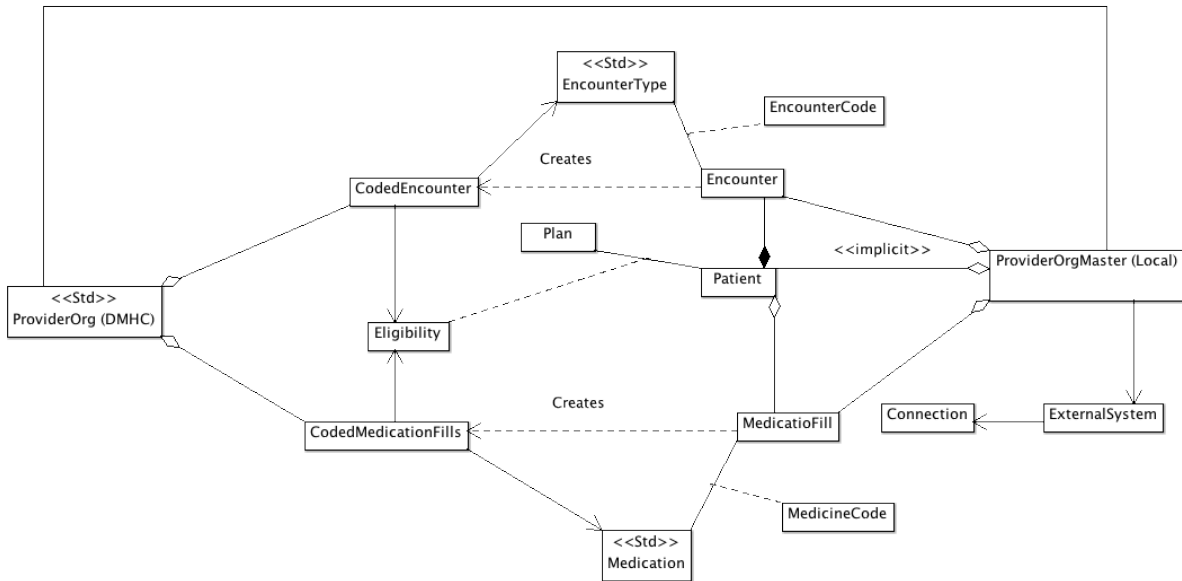 <<Std>>
EncounterType
EncounterCode
Creates
Encounter
CodedEncounter
Plan
<<implicit>>
ProviderOrgMaster (Local)
Patient
<<Std>>
ProviderOrg (DMHC)
Eligibility
Creates
Connection
ExternalSystem
CodedMedicationFills
MedicatioFill
MedicineCode
<<Std>>
Medication